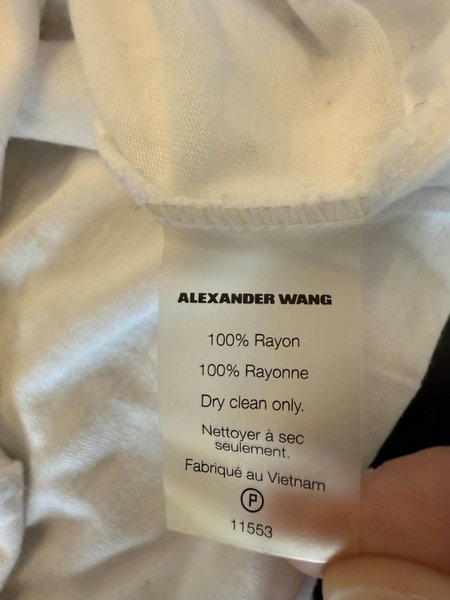 ALEXANDER WANG
100% Rayon
100% Rayonne
Dry clean only.
Nettoyer à sec
seulement.
Fabriqué au Vietnam
P
11553